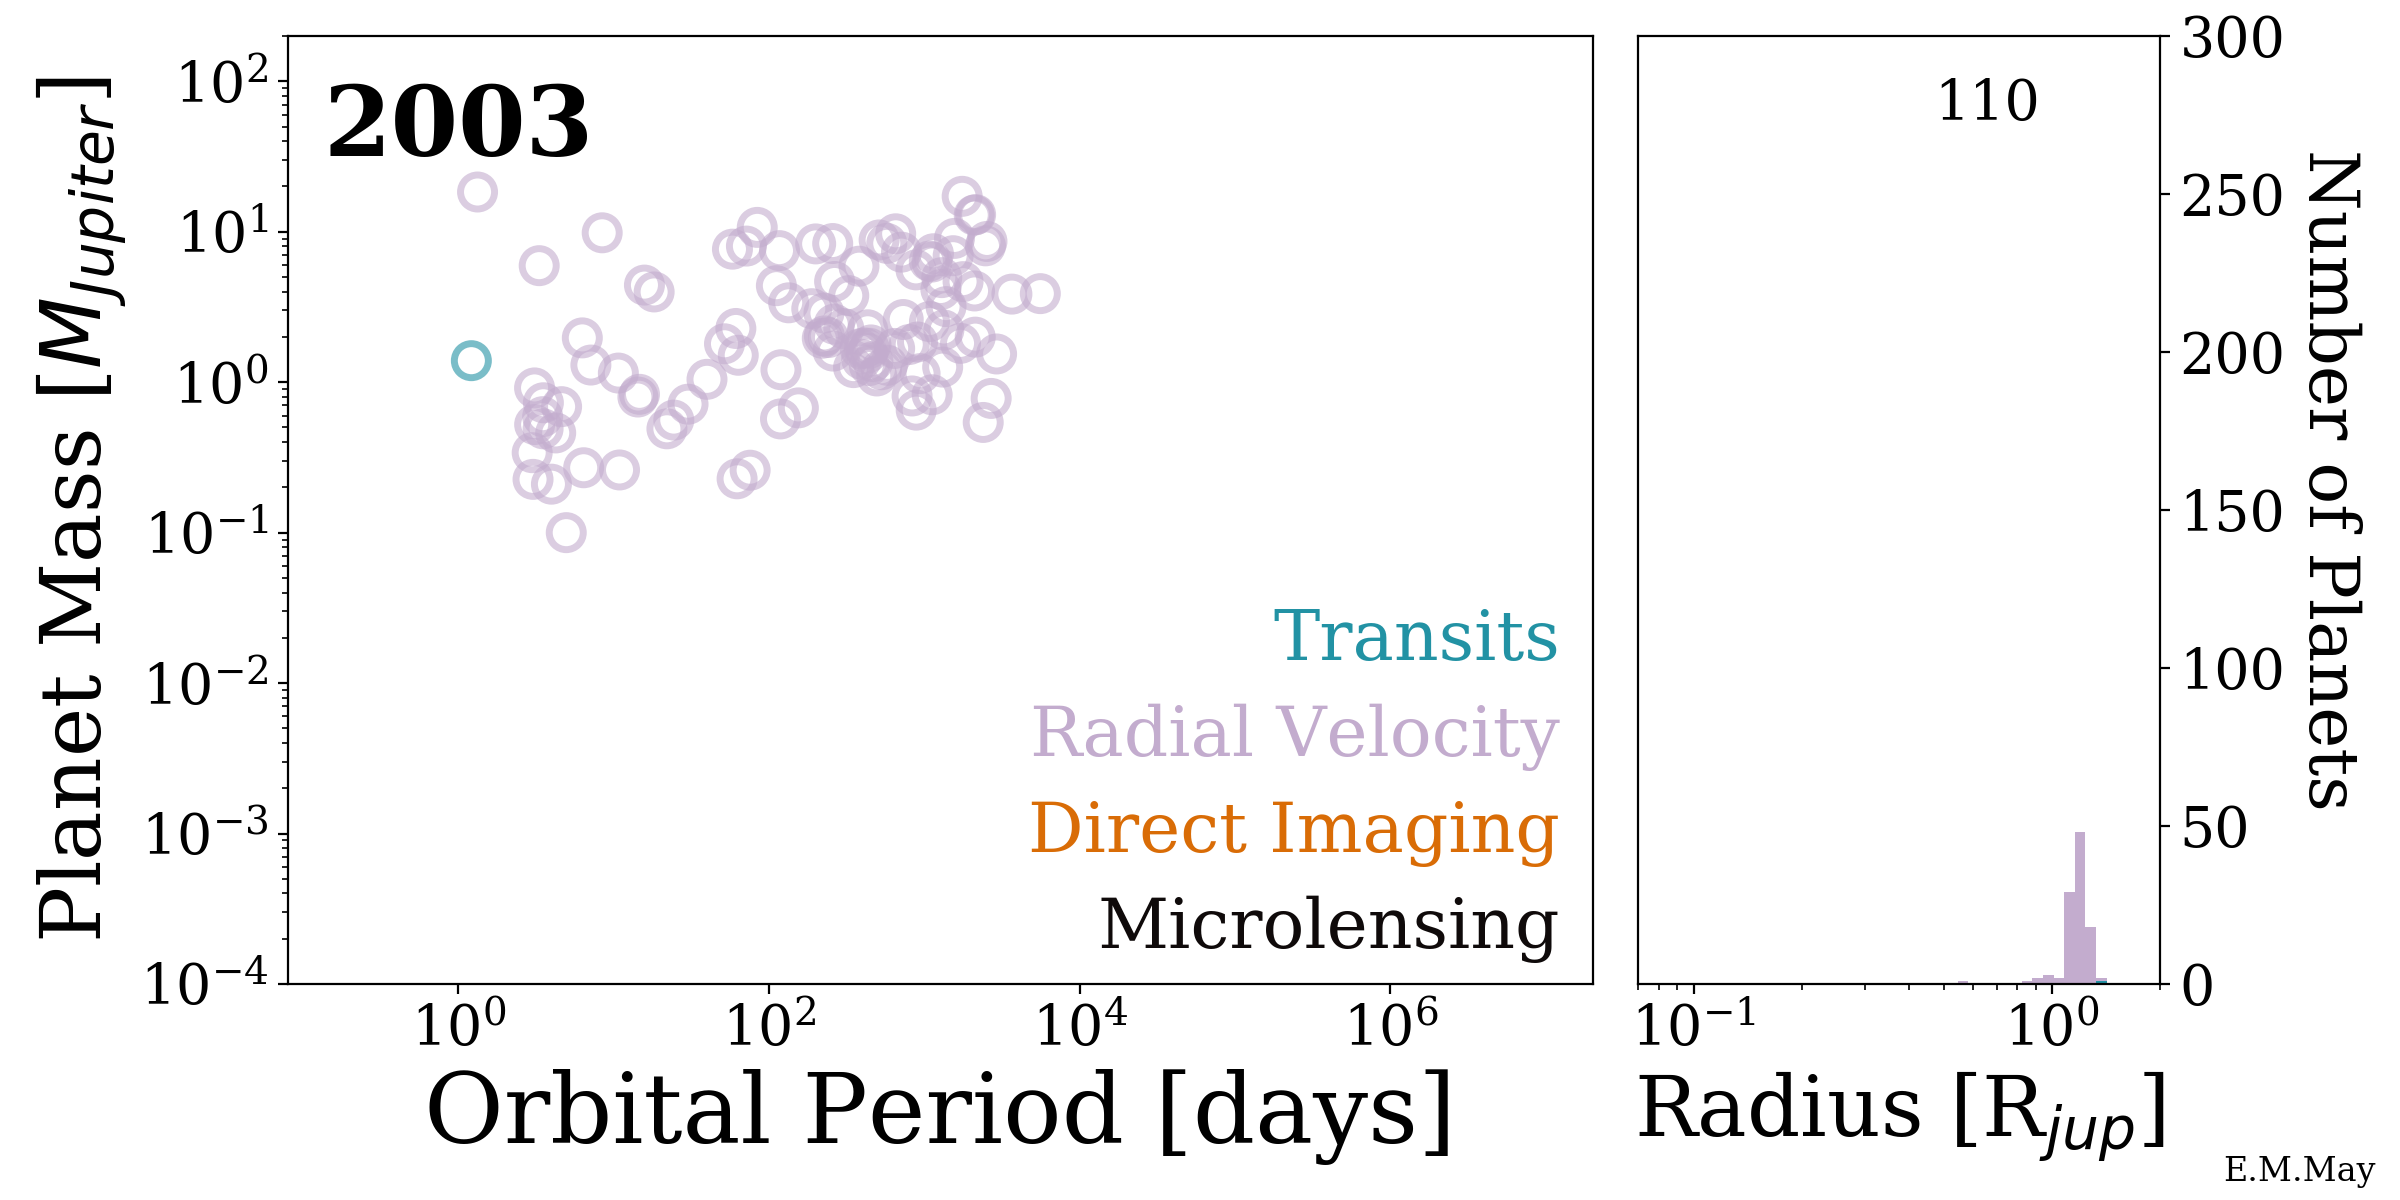 2003
110
Planet Mass [M_Jupiter]
10^2
10^1
10^0
10^-1
10^-2
10^-3
10^-4
Transits
Radial Velocity
Direct Imaging
Microlensing
10^0 10^2 10^4 10^6
Orbital Period [days]
300
250
200
150
100
50
0
Number of Planets
10^-1 10^0
Radius [R_jup]
E.M.May